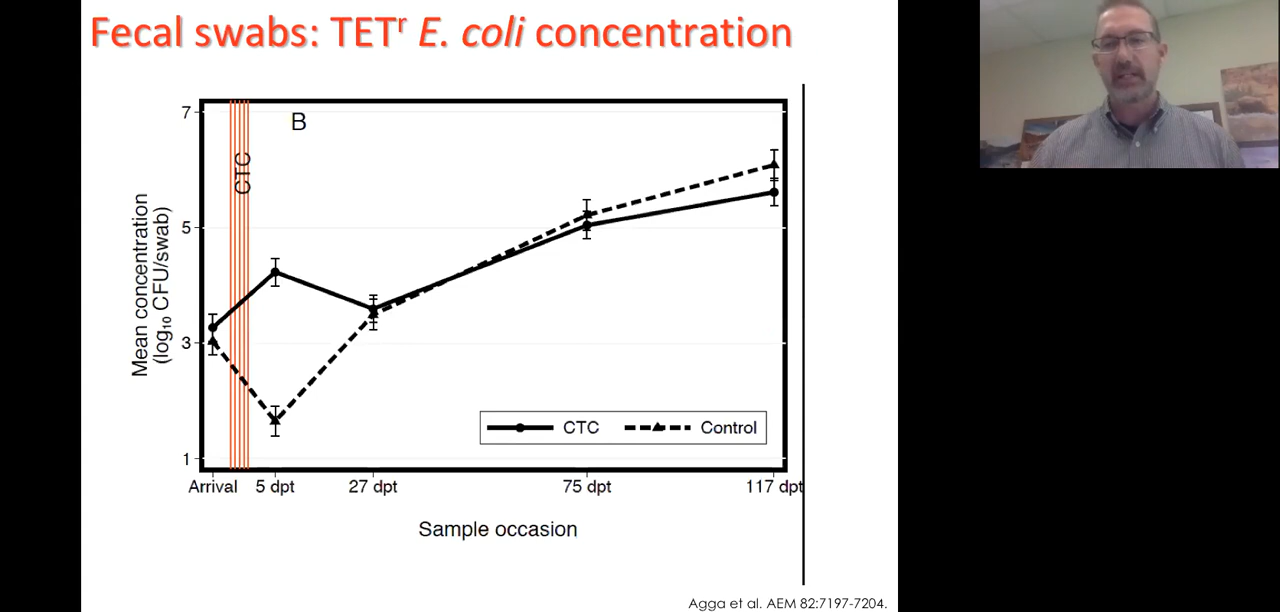 Fecal swabs: TETr E. coli concentration
B
CTC
7
5
3
1
Mean concentration
(log10 CFU/swab)
CTC Control
Arrival 5 dpt 27 dpt 75 dpt 117 dpt
Sample occasion
Agga et al. AEM 82:7197-7204.